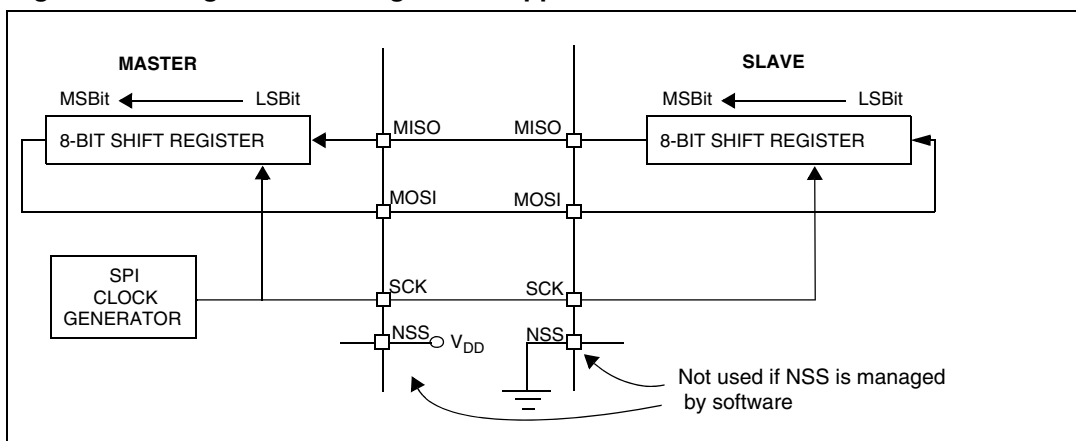 MASTER
MSBit LSBit
8-BIT SHIFT REGISTER
SPI
CLOCK
GENERATOR
MISO MISO
MOSI MOSI
SCK SCK
NSS VDD NSS
SLAVE
MSBit LSBit
8-BIT SHIFT REGISTER
Not used if NSS is managed
by software